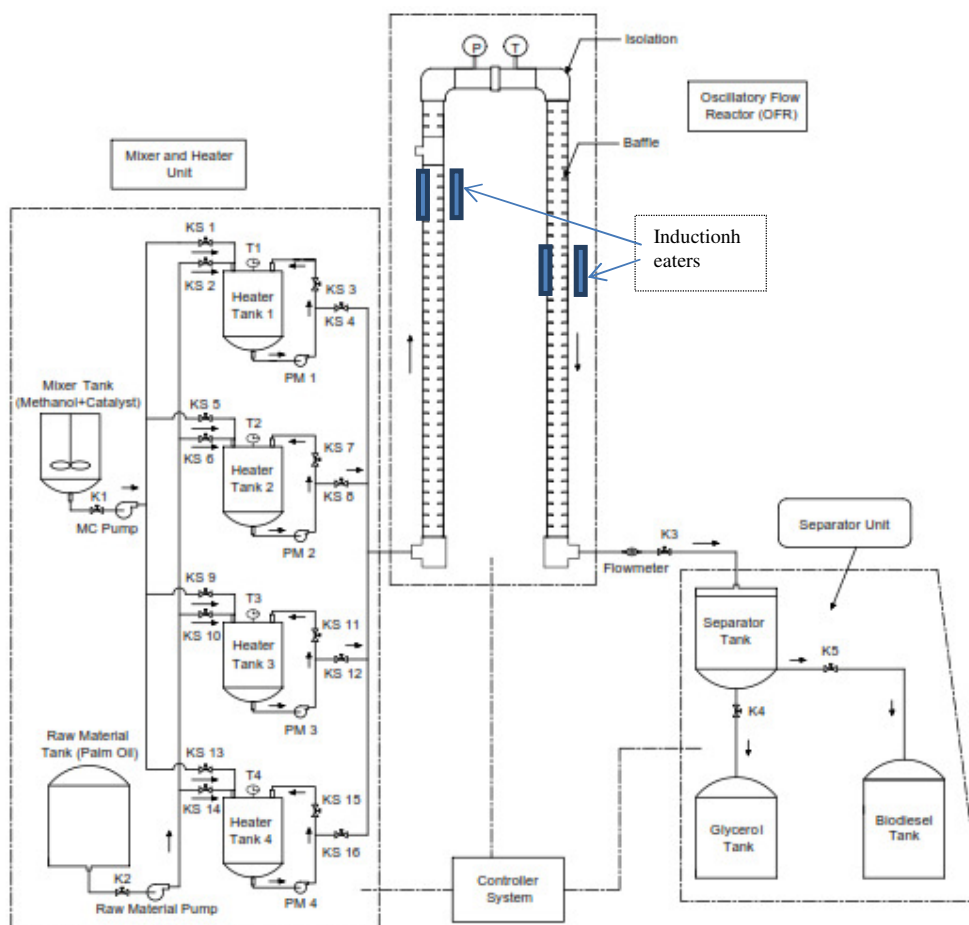 P
T
Isolation
Oscillatory Flow
Reactor (OFR)
Baffle
Mixer and Heater
Unit
Inductionh
eaters
KS 1
T1
KS 2
KS 3
Heater
Tank 1
KS 4
PM 1
Mixer Tank
(Methanol+Catalyst)
KS 5
T2
KS 6
KS 7
Heater
Tank 2
KS 8
K1
MC Pump
PM 2
Separator Unit
K3
Flowmeter
KS 9
T3
KS 10
KS 11
Heater
Tank 3
KS 12
PM 3
Separator
Tank
K5
K4
Raw Material
Tank (Palm Oil)
KS 13
T4
KS 14
KS 15
Heater
Tank 4
KS 16
Glycerol
Tank
Biodiesel
Tank
K2
Raw Material Pump
PM 4
Controller
System